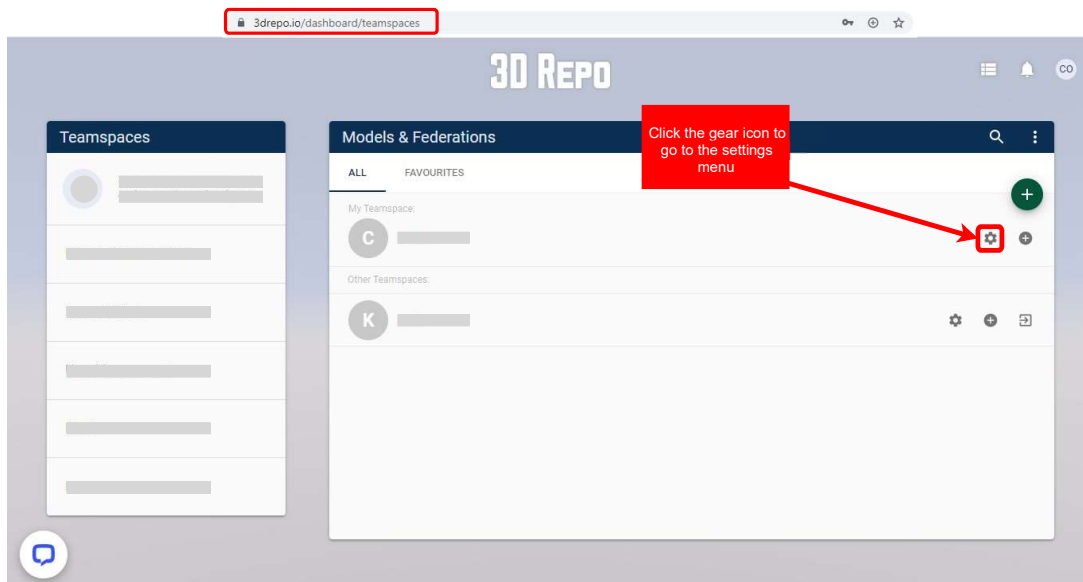 3drepo.io/dashboard/teamspaces
3D REPO
CO
Teamspaces
Models & Federations
Click the gear icon to
go to the settings
menu
ALL FAVOURITES
My Teamspace:
C
Other Teamspaces:
K